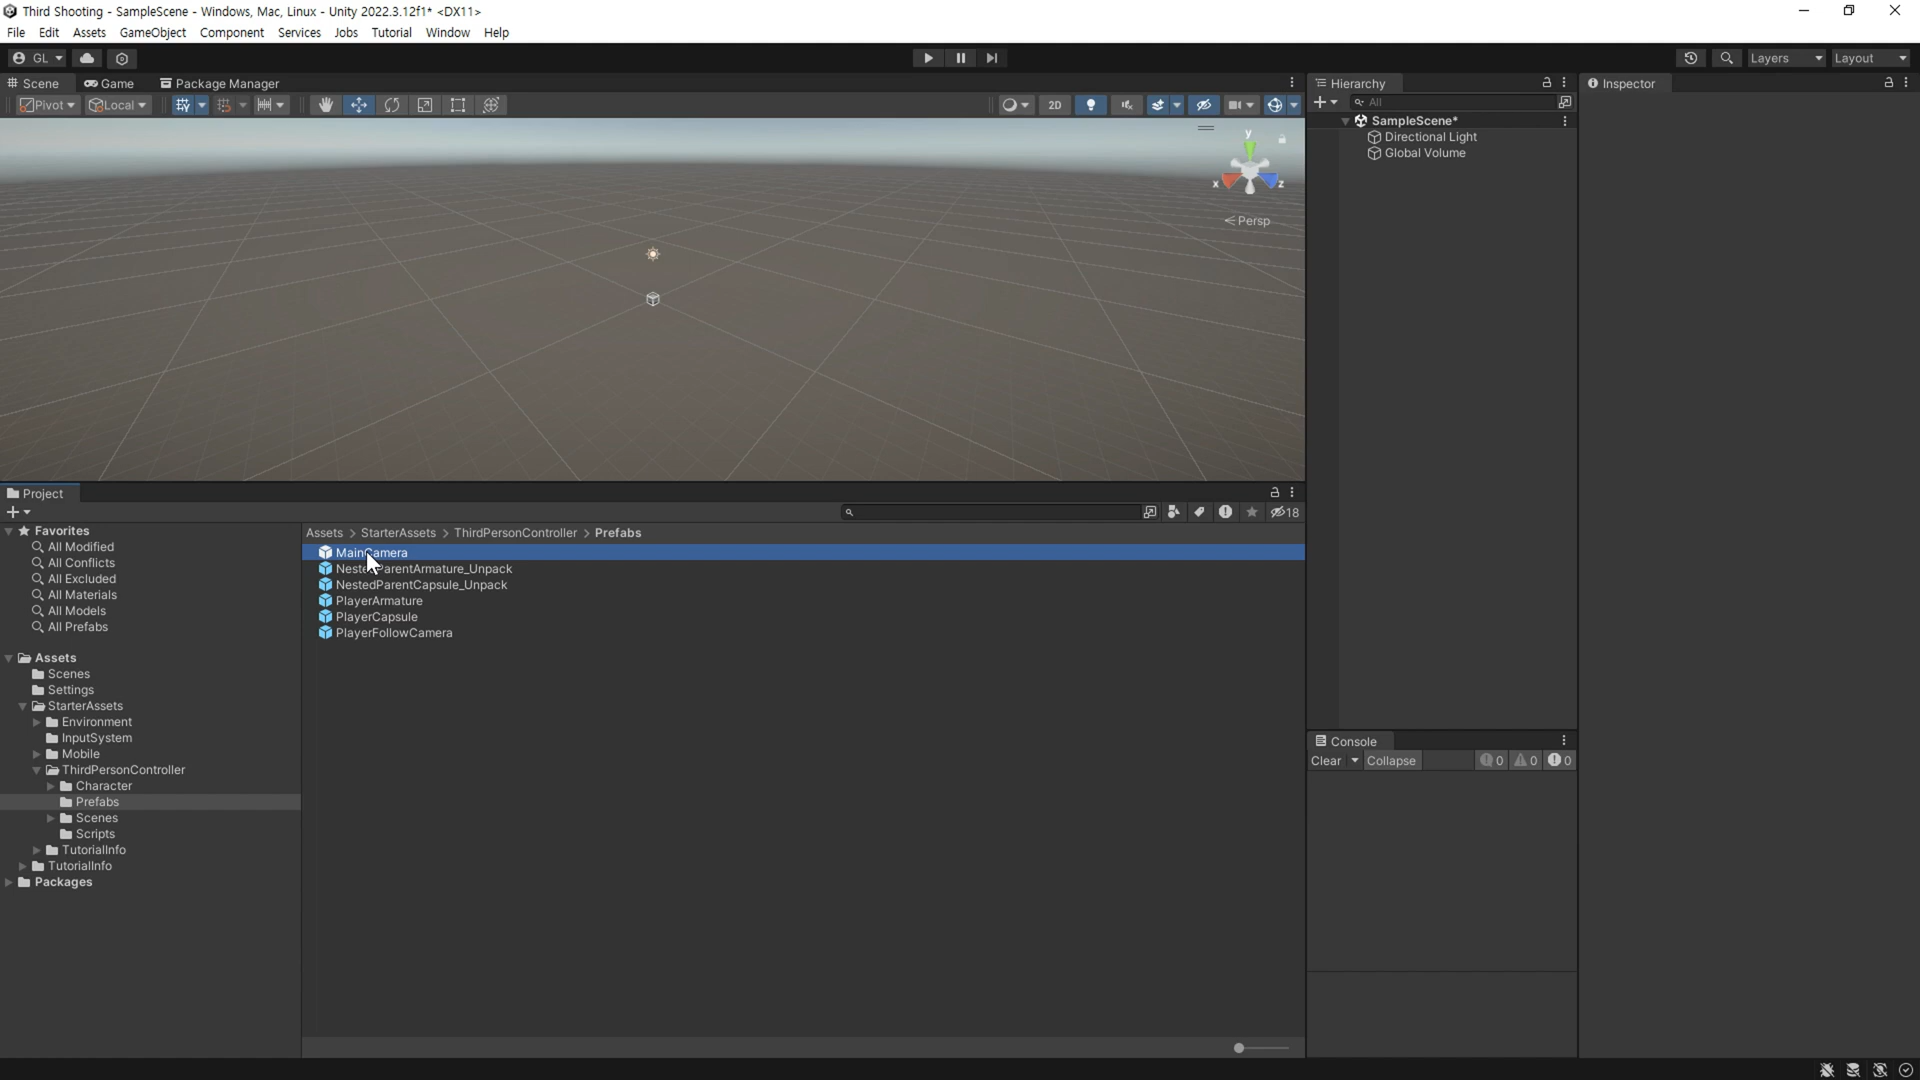 Third Shooting - SampleScene - Windows, Mac, Linux - Unity 2022.3.12f1* <DX11>
File Edit Assets GameObject Component Services Jobs Tutorial Window Help
GL Layers Layout
Scene Game Package Manager
Pivot Local 2D
y
x z
Persp
Hierarchy
All
SampleScene*
Directional Light
Global Volume
Inspector
Project
18
Favorites
All Modified
All Conflicts
All Excluded
All Materials
All Models
All Prefabs
Assets
Scenes
Settings
StarterAssets
Environment
InputSystem
Mobile
ThirdPersonController
Character
Prefabs
Scenes
Scripts
TutorialInfo
TutorialInfo
Packages
Assets > StarterAssets > ThirdPersonController > Prefabs
MainCamera
NestedParentArmature_Unpack
NestedParentCapsule_Unpack
PlayerArmature
PlayerCapsule
PlayerFollowCamera
Console
Clear Collapse 0 0 0